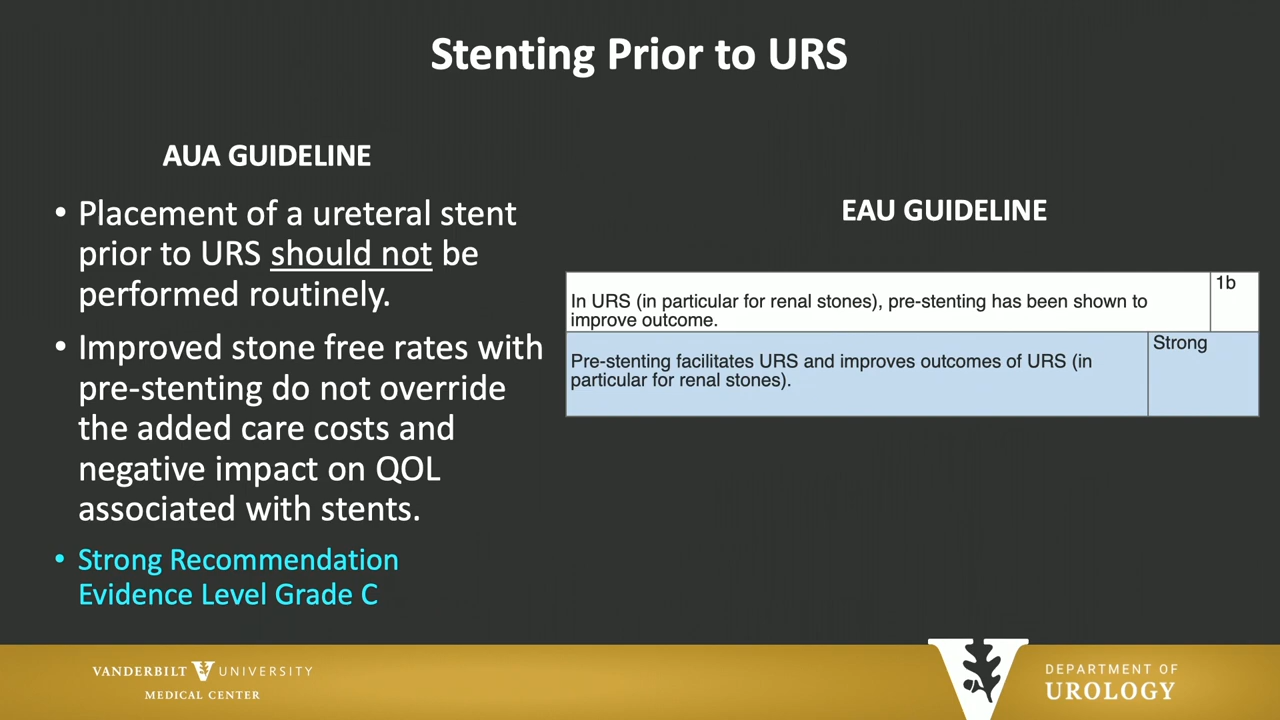 Stenting Prior to URS
AUA GUIDELINE
• Placement of a ureteral stent
prior to URS should not be
performed routinely.
• Improved stone free rates with
pre-stenting do not override
the added care costs and
negative impact on QOL
associated with stents.
• Strong Recommendation
Evidence Level Grade C
EAU GUIDELINE
In URS (in particular for renal stones), pre-stenting has been shown to
improve outcome.
1b
Pre-stenting facilitates URS and improves outcomes of URS (in
particular for renal stones).
Strong
VANDERBILT V UNIVERSITY
MEDICAL CENTER
DEPARTMENT OF
UROLOGY